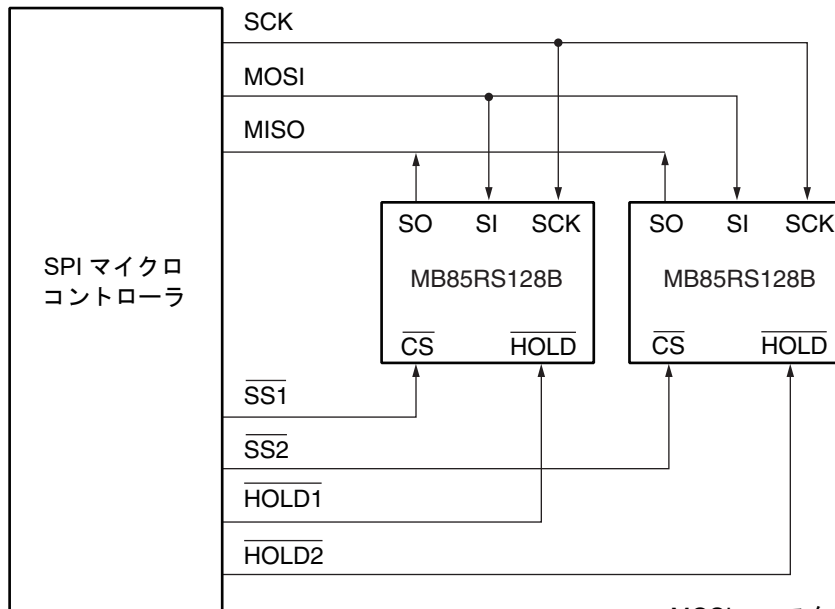 SCK
MOSI
MISO
SO SI SCK
MB85RS128B
CS HOLD
SO SI SCK
MB85RS128B
CS HOLD
SPI マイクロ
コントローラ
SS1
SS2
HOLD1
HOLD2